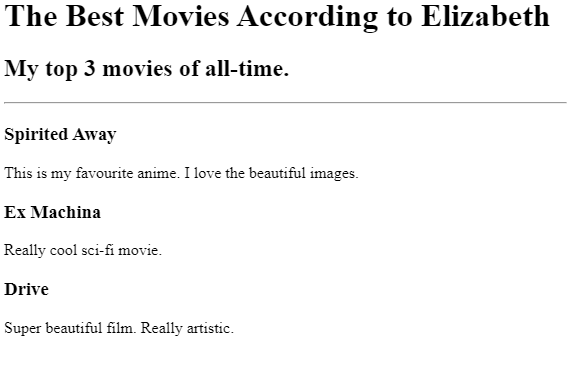 The Best Movies According to Elizabeth
My top 3 movies of all-time.
Spirited Away
This is my favourite anime. I love the beautiful images.
Ex Machina
Really cool sci-fi movie.
Drive
Super beautiful film. Really artistic.